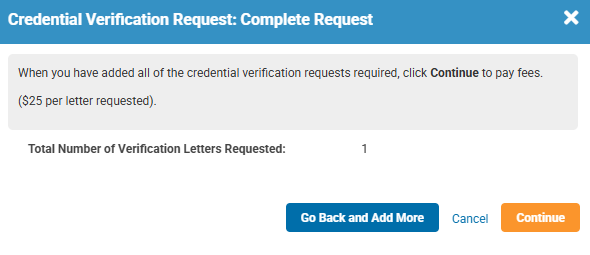 Credential Verification Request: Complete Request
When you have added all of the credential verification requests required, click Continue to pay fees.
($25 per letter requested).
Total Number of Verification Letters Requested: 1
Go Back and Add More Cancel Continue